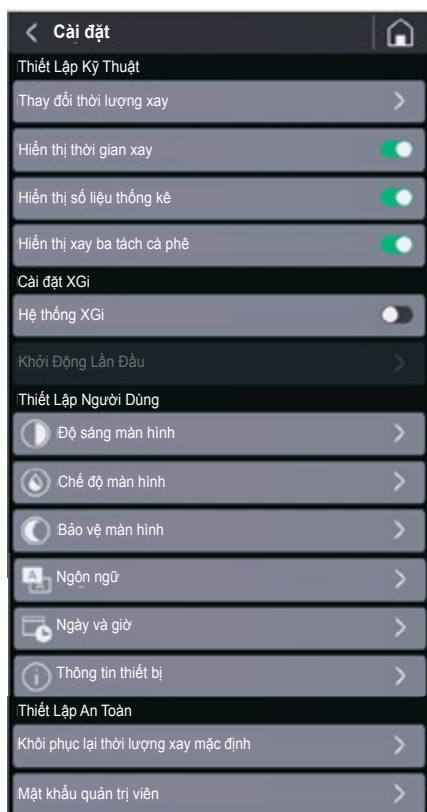 Cài đặt
Thiết Lập Kỹ Thuật
Thay đổi thời lượng xay
Hiển thị thời gian xay
Hiển thị số liệu thống kê
Hiển thị xay ba tách cà phê
Cài đặt XGi
Hệ thống XGi
Khởi Động Lần Đầu
Thiết Lập Người Dùng
Độ sáng màn hình
Chế độ màn hình
Bảo vệ màn hình
Ngôn ngữ
Ngày và giờ
Thông tin thiết bị
Thiết Lập An Toàn
Khôi phục lại thời lượng xay mặc định
Mật khẩu quản trị viên